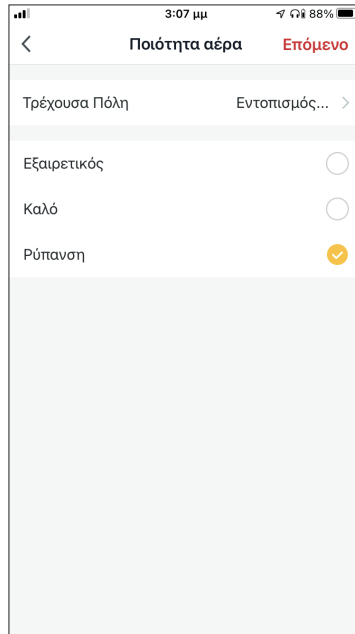 3:07 μμ 88%
Ποιότητα αέρα Επόμενο
Τρέχουσα Πόλη Εντοπισμός...
Εξαιρετικός
Καλό
Ρύπανση